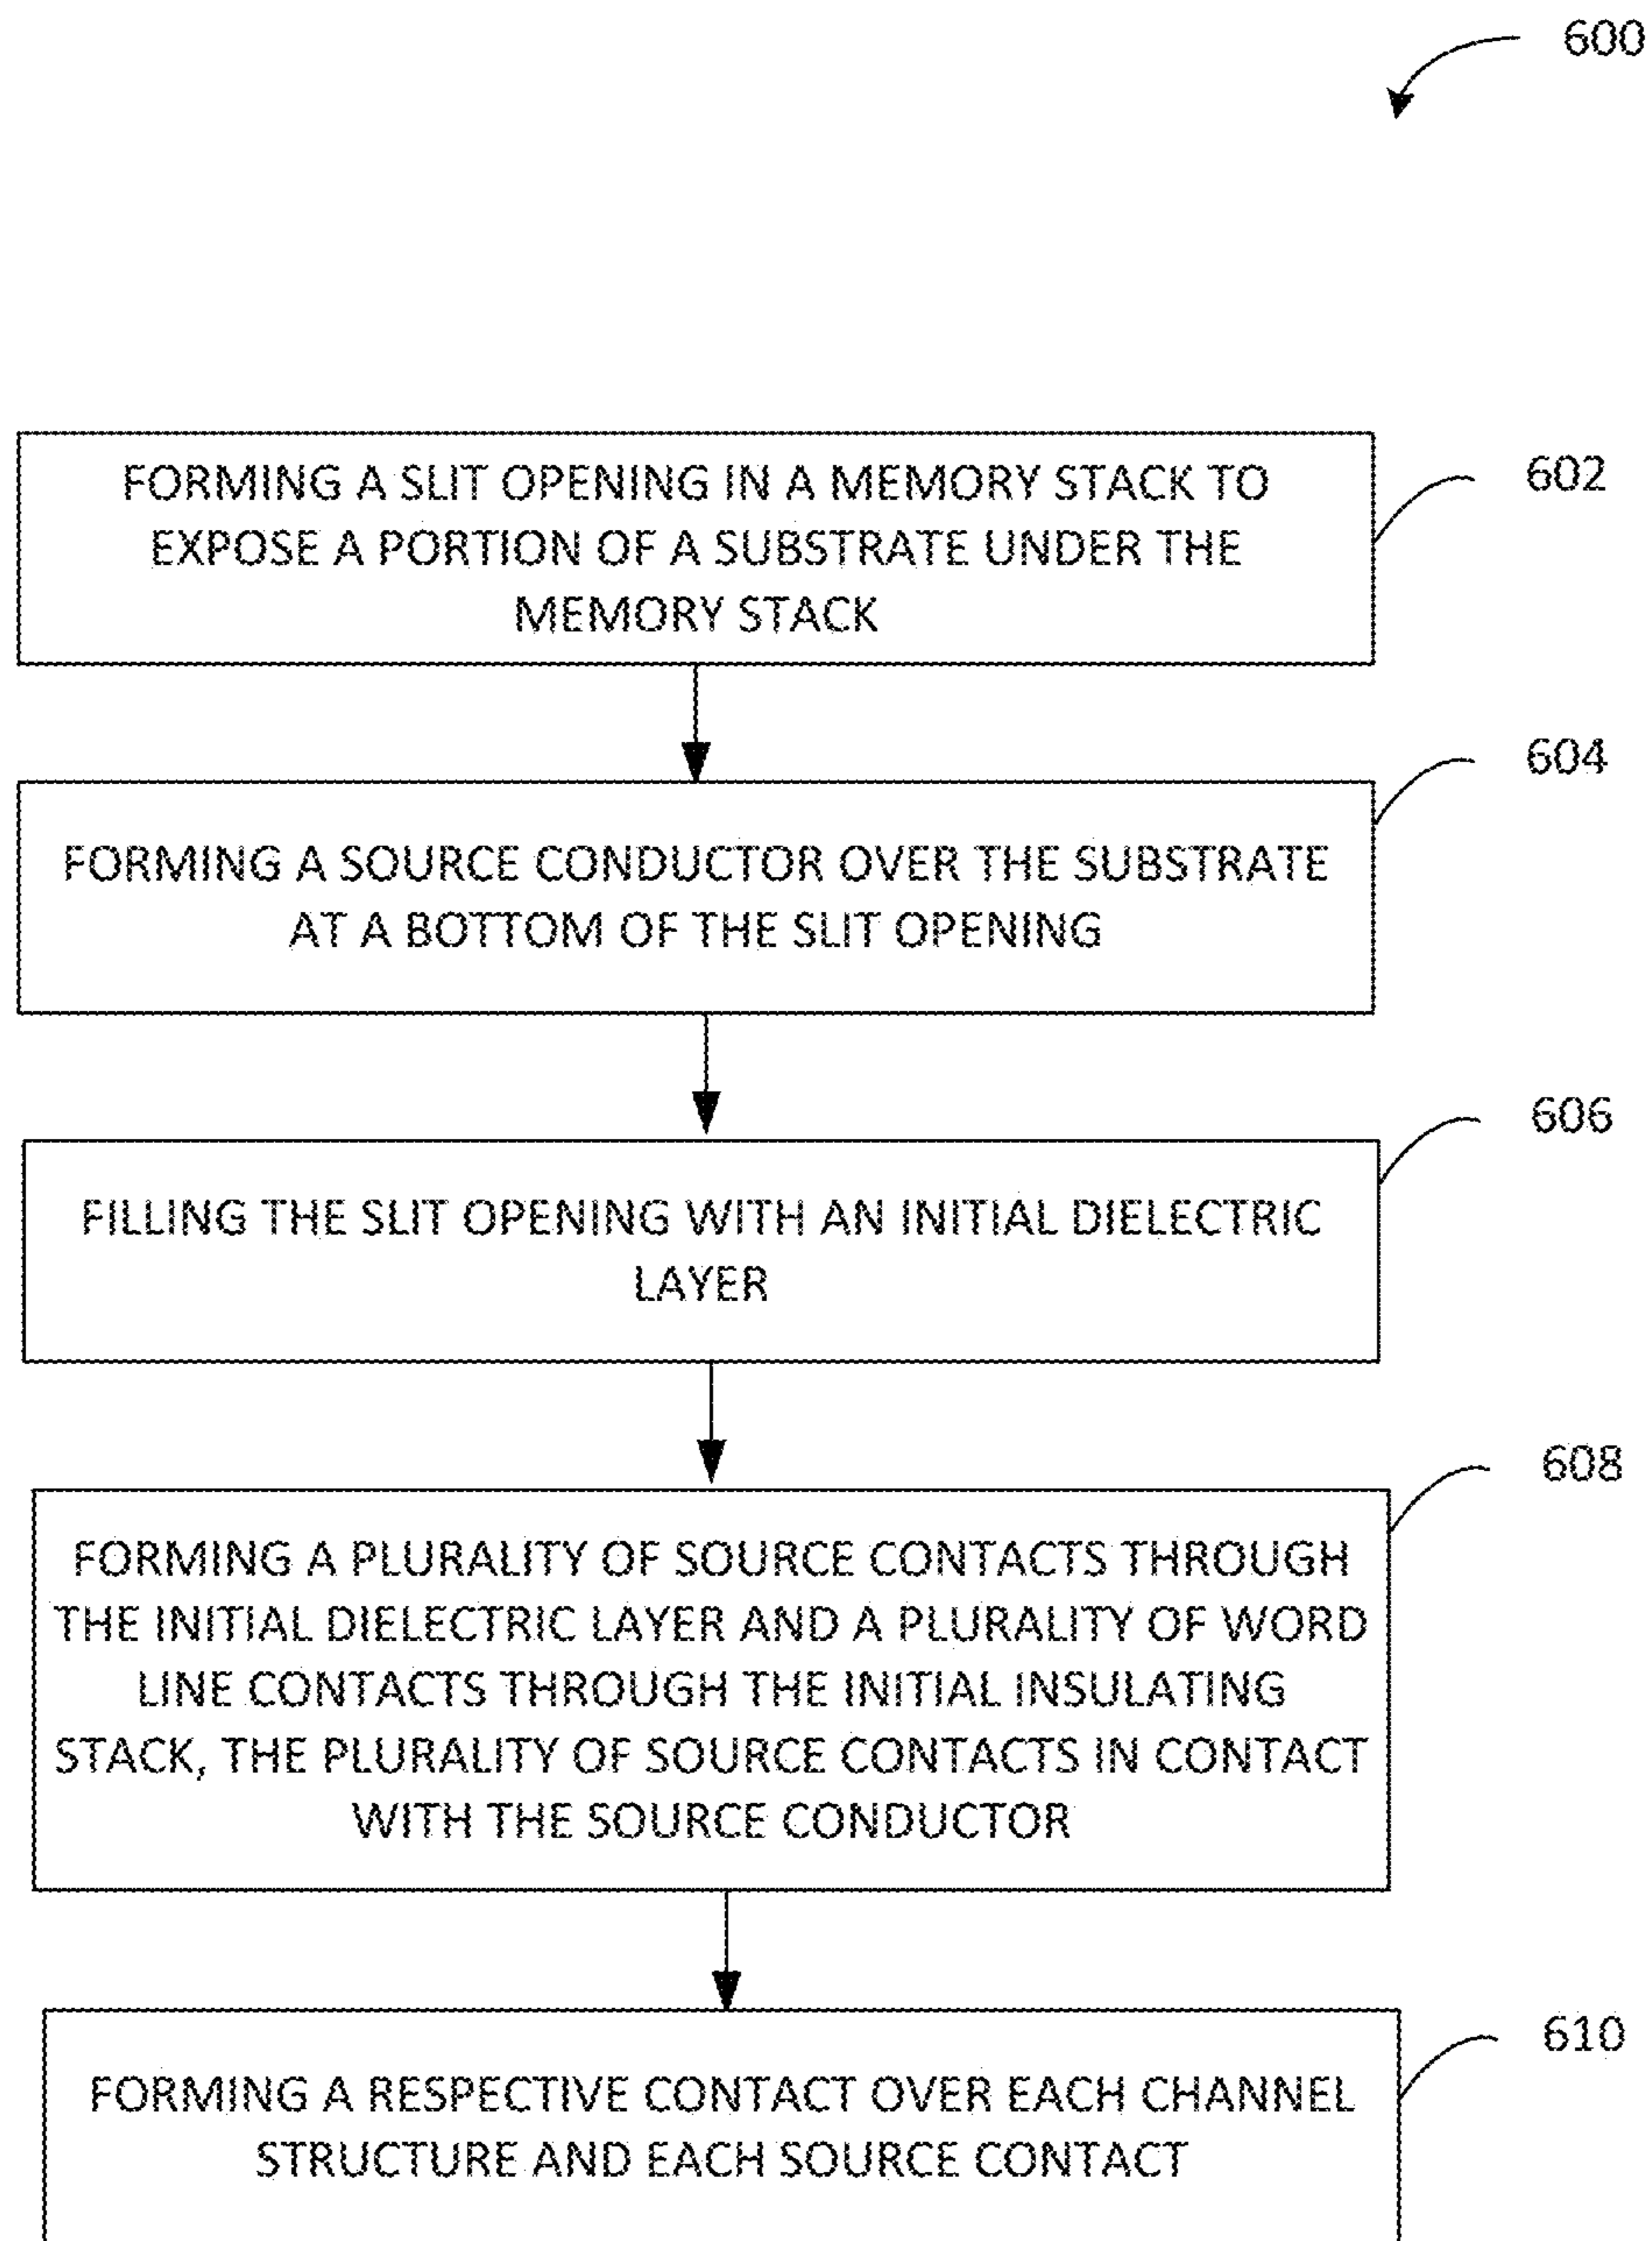 600
FORMING A SLIT OPENING IN A MEMORY STACK TO
EXPOSE A PORTION OF A SUBSTRATE UNDER THE
MEMORY STACK
602
FORMING A SOURCE CONDUCTOR OVER THE SUBSTRATE
AT A BOTTOM OF THE SLIT OPENING
604
FILLING THE SLIT OPENING WITH AN INITIAL DIELECTRIC
LAYER
606
FORMING A PLURALITY OF SOURCE CONTACTS THROUGH
THE INITIAL DIELECTRIC LAYER AND A PLURALITY OF WORD
LINE CONTACTS THROUGH THE INITIAL INSULATING
STACK, THE PLURALITY OF SOURCE CONTACTS IN CONTACT
WITH THE SOURCE CONDUCTOR
608
FORMING A RESPECTIVE CONTACT OVER EACH CHANNEL
STRUCTURE AND EACH SOURCE CONTACT
610